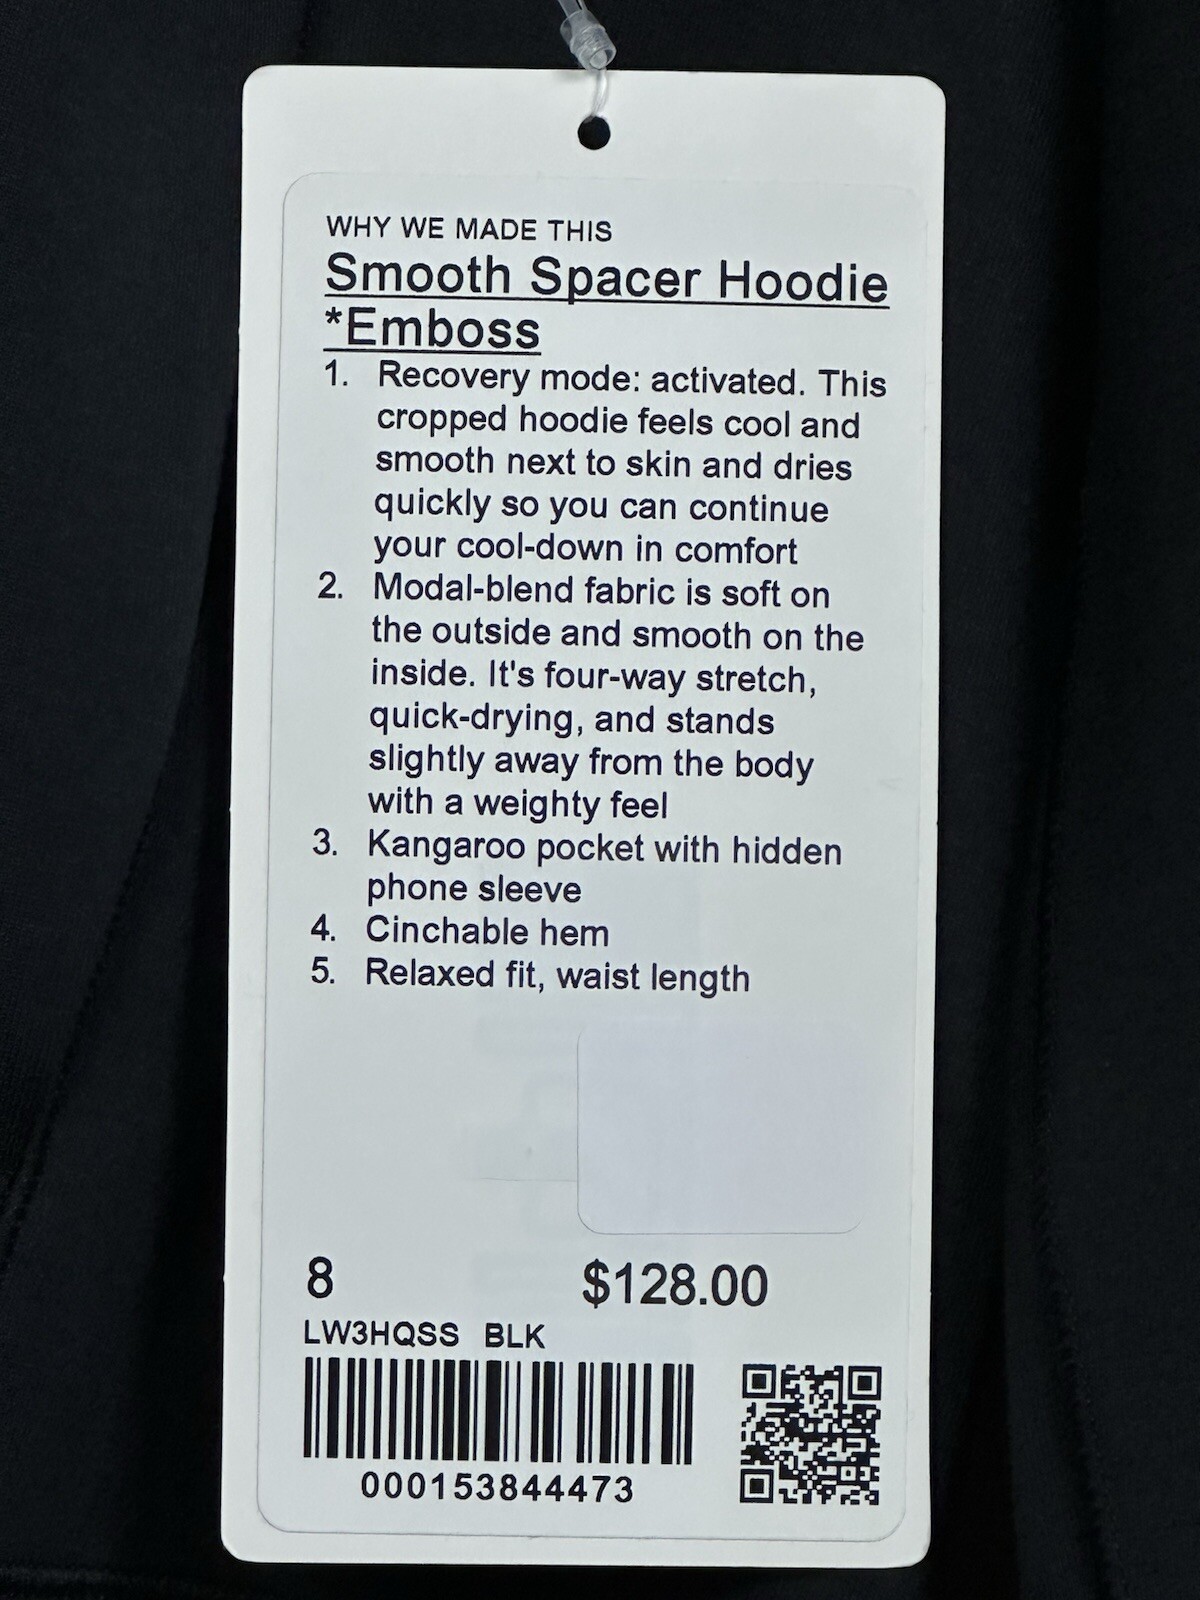 WHY WE MADE THIS
Smooth Spacer Hoodie
*Emboss
1. Recovery mode: activated. This
cropped hoodie feels cool and
smooth next to skin and dries
quickly so you can continue
your cool-down in comfort
2. Modal-blend fabric is soft on
the outside and smooth on the
inside. It's four-way stretch,
quick-drying, and stands
slightly away from the body
with a weighty feel
3. Kangaroo pocket with hidden
phone sleeve
4. Cinchable hem
5. Relaxed fit, waist length
8 $128.00
LW3HQSS BLK
000153844473